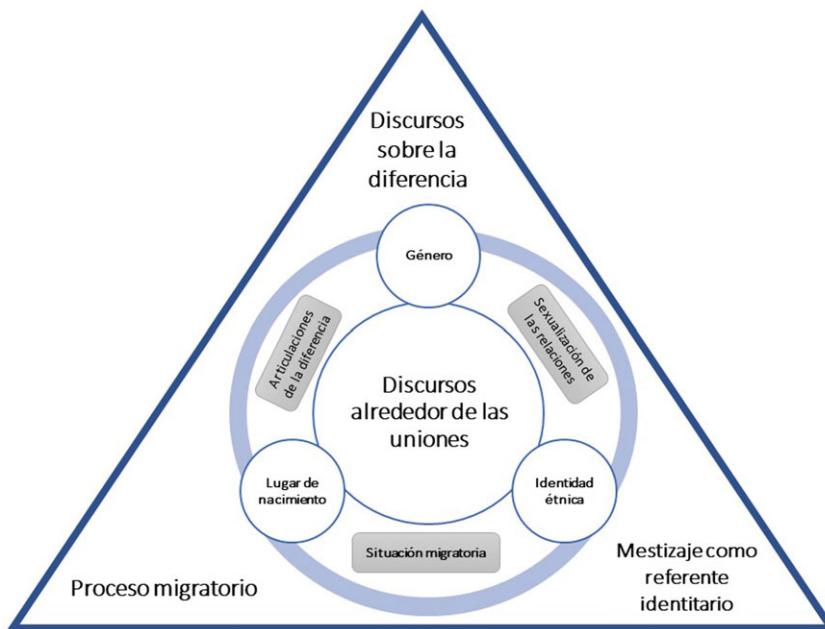 Discursos
sobre la
diferencia
Género
Articulaciones
de la diferencia
Sexualización de
las relaciones
Discursos
alrededor de las
uniones
Lugar de
nacimiento
Identidad
étnica
Situación migratoria
Proceso migratorio
Mestizaje como
referente
identitario